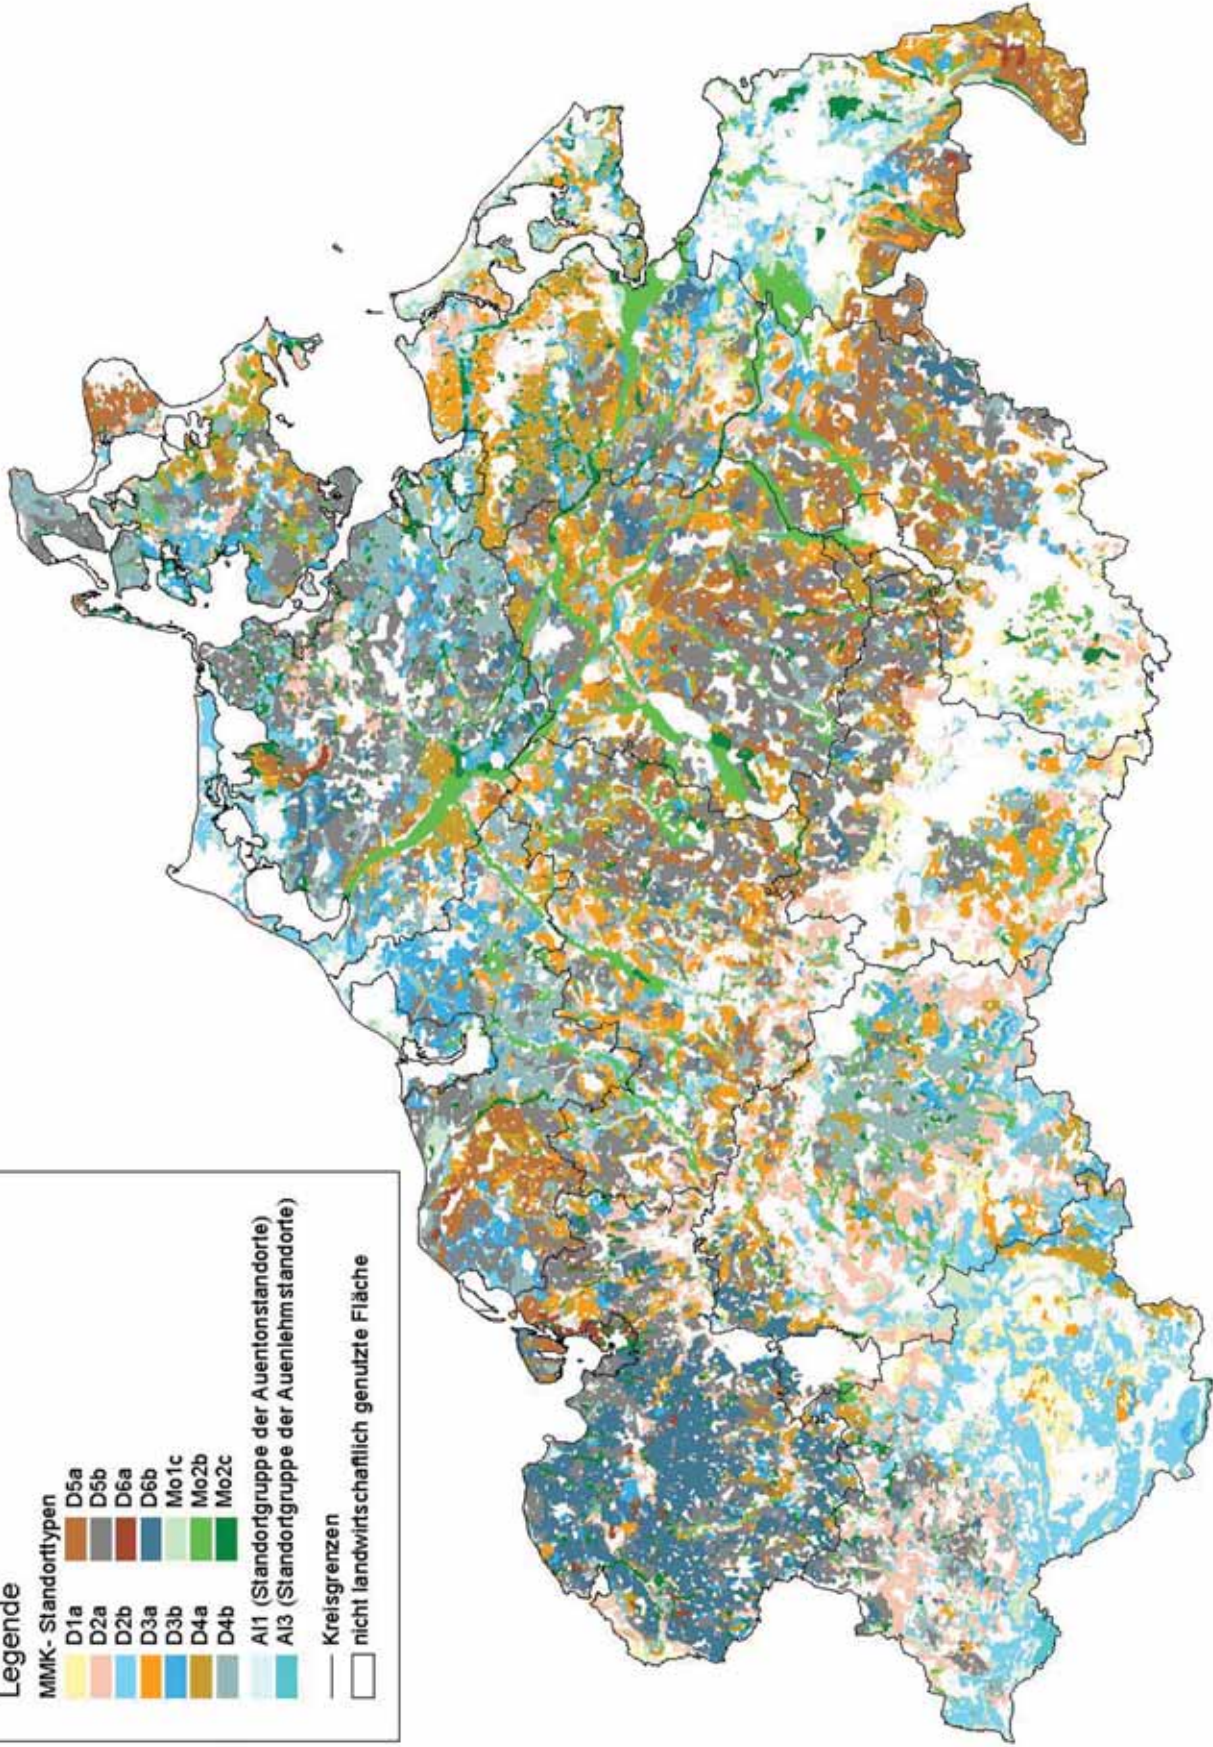 Legende
MMK- Standorttypen
D1a
D2a
D2b
D3a
D3b
D4a
D4b
D5a
D5b
D6a
D6b
Mo1c
Mo2b
Mo2c
Al1 (Standortgruppe der Auentonstandorte)
Al3 (Standortgruppe der Auenlehmstandorte)
Kreisgrenzen
nicht landwirtschaftlich genutzte Fläche